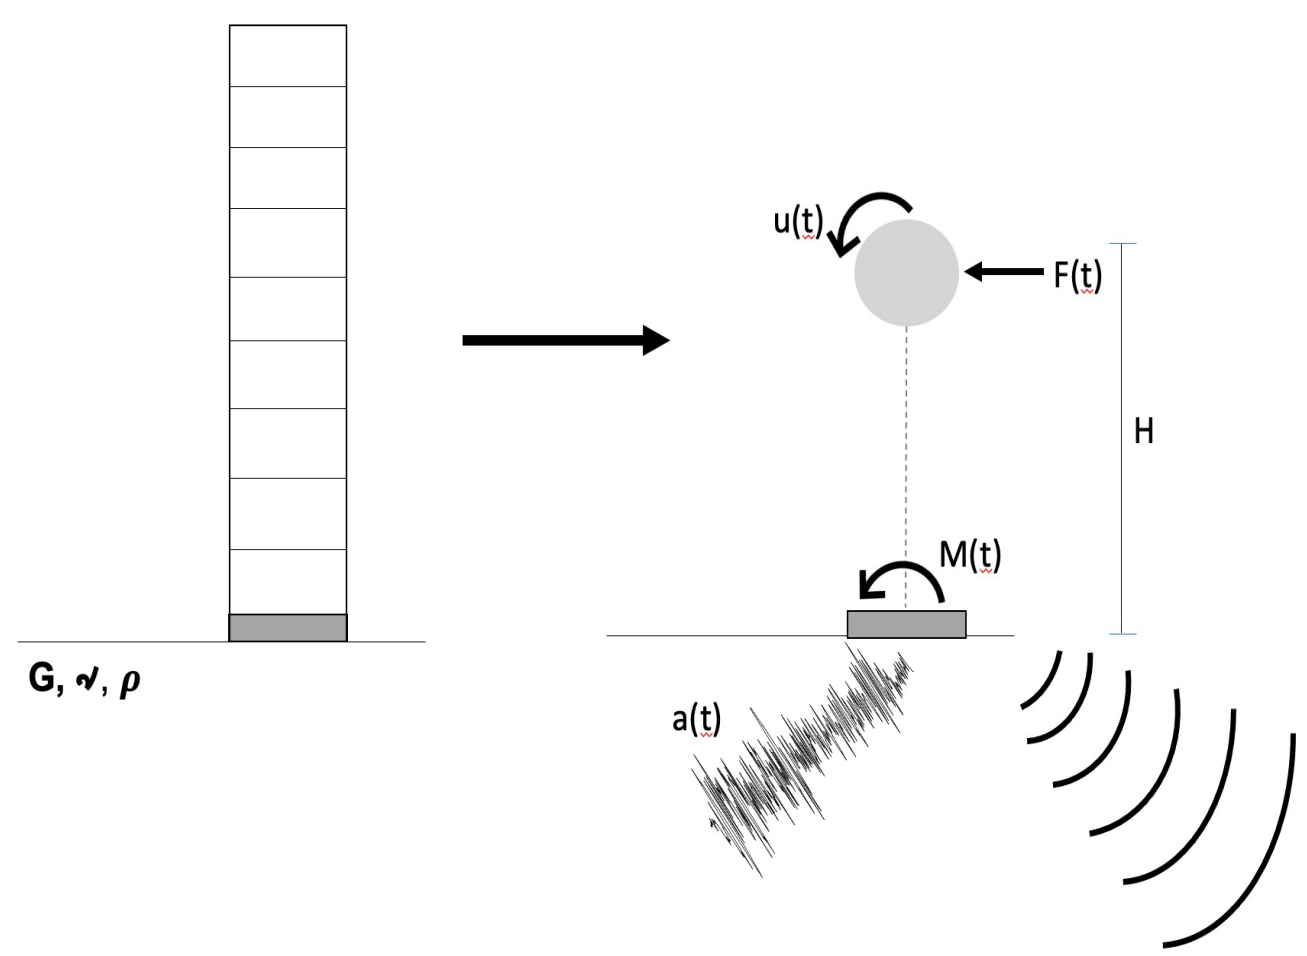 u(t)
F(t)
H
M(t)
G, ν, ρ
a(t)